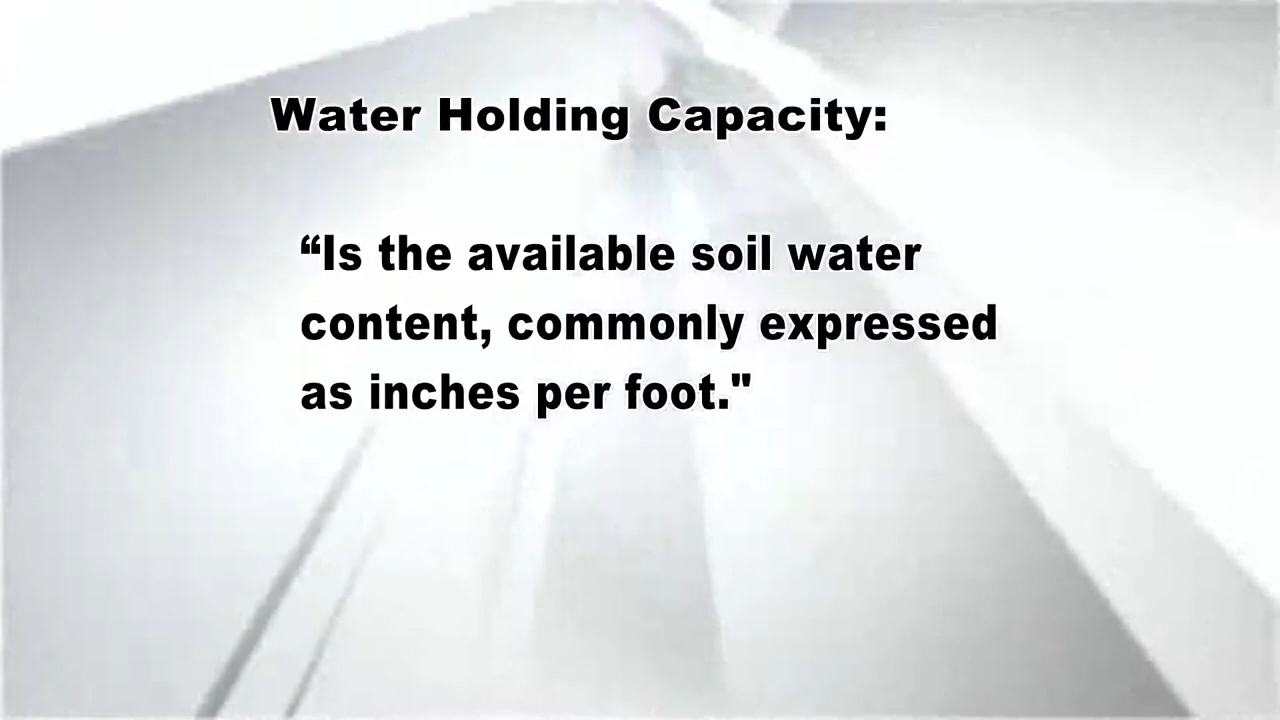 Water Holding Capacity:
“Is the available soil water
content, commonly expressed
as inches per foot."